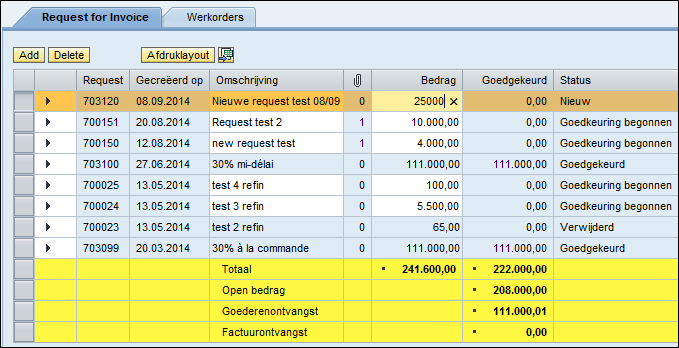 Request for Invoice Werkorders
Add Delete Afdruklayout
Request Gecreëerd op Omschrijving Bedrag Goedgekeurd Status
703120 08.09.2014 Nieuwe request test 08/09 0 25000 0,00 Nieuw
700151 20.08.2014 Request test 2 1 10.000,00 0,00 Goedkeuring begonnen
700150 12.08.2014 new request test 1 4.000,00 0,00 Goedkeuring begonnen
703100 27.06.2014 30% mi-délai 0 111.000,00 111.000,00 Goedgekeurd
700025 13.05.2014 test 4 refin 0 100,00 0,00 Goedkeuring begonnen
700024 13.05.2014 test 3 refin 0 5.500,00 0,00 Goedkeuring begonnen
700023 13.05.2014 test 2 refin 0 65,00 0,00 Verwijderd
703099 20.03.2014 30% à la commande 0 111.000,00 111.000,00 Goedgekeurd
Totaal 241.600,00 222.000,00
Open bedrag 208.000,00
Goederenontvangst 111.000,01
Factuurontvangst 0,00